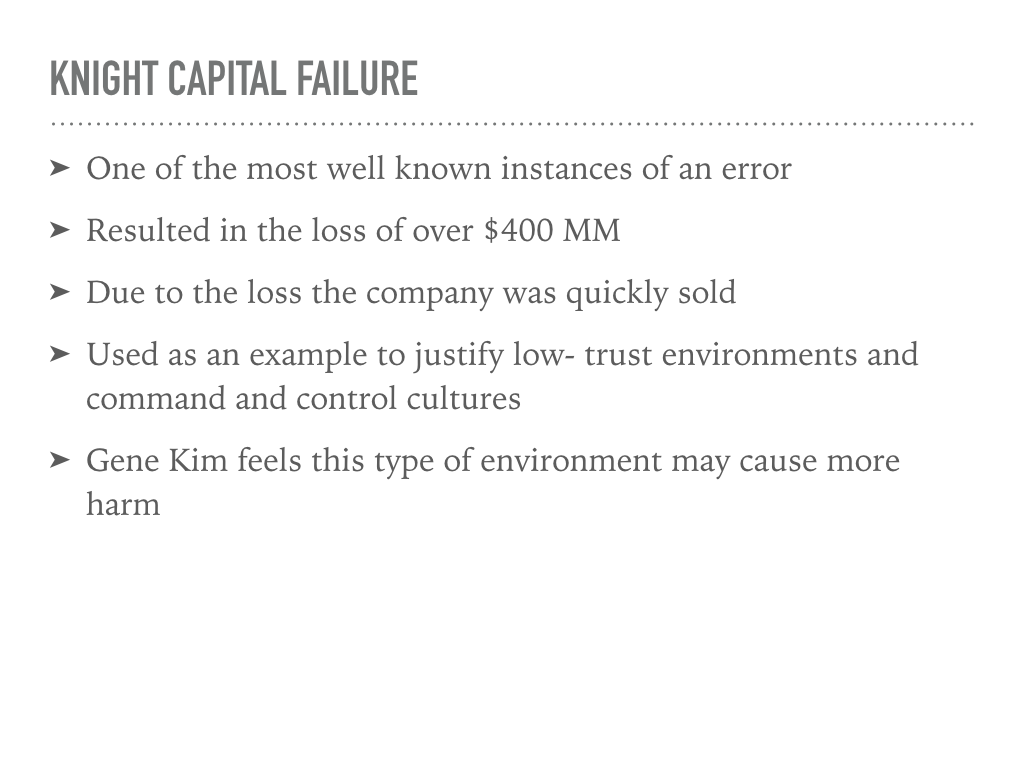 KNIGHT CAPITAL FAILURE
➤ One of the most well known instances of an error
➤ Resulted in the loss of over $400 MM
➤ Due to the loss the company was quickly sold
➤ Used as an example to justify low- trust environments and
command and control cultures
➤ Gene Kim feels this type of environment may cause more
harm